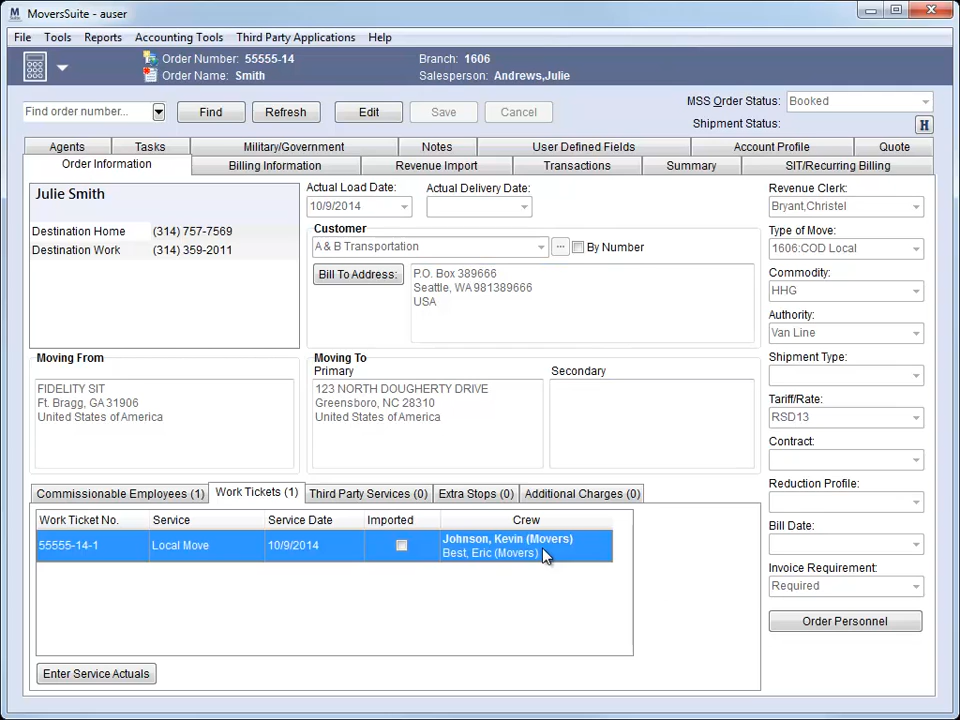 MoversSuite - auser
File Tools Reports Accounting Tools Third Party Applications Help
Order Number: 55555-14 Branch: 1606
Order Name: Smith Salesperson: Andrews,Julie
Find order number... Find Refresh Edit Save Cancel
MSS Order Status: Booked
Shipment Status: H
Agents Tasks Military/Government Notes User Defined Fields Account Profile Quote
Order Information Billing Information Revenue Import Transactions Summary SIT/Recurring Billing
Julie Smith
Destination Home (314) 757-7569
Destination Work (314) 359-2011
Actual Load Date: Actual Delivery Date:
10/9/2014
Customer
A & B Transportation ... By Number
Bill To Address: P.O. Box 389666
Seattle, WA 981389666
USA
Moving From
FIDELITY SIT
Ft. Bragg, GA 31906
United States of America
Moving To
Primary Secondary
123 NORTH DOUGHERTY DRIVE
Greensboro, NC 28310
United States of America
Revenue Clerk:
Bryant,Christel
Type of Move:
1606:COD Local
Commodity:
HHG
Authority:
Van Line
Shipment Type:
Tariff/Rate:
RSD13
Contract:
Reduction Profile:
Bill Date:
Invoice Requirement:
Required
Order Personnel
Commissionable Employees (1) Work Tickets (1) Third Party Services (0) Extra Stops (0) Additional Charges (0)
Work Ticket No. Service Service Date Imported Crew
55555-14-1 Local Move 10/9/2014 Johnson, Kevin (Movers)
Best, Eric (Movers)
Enter Service Actuals